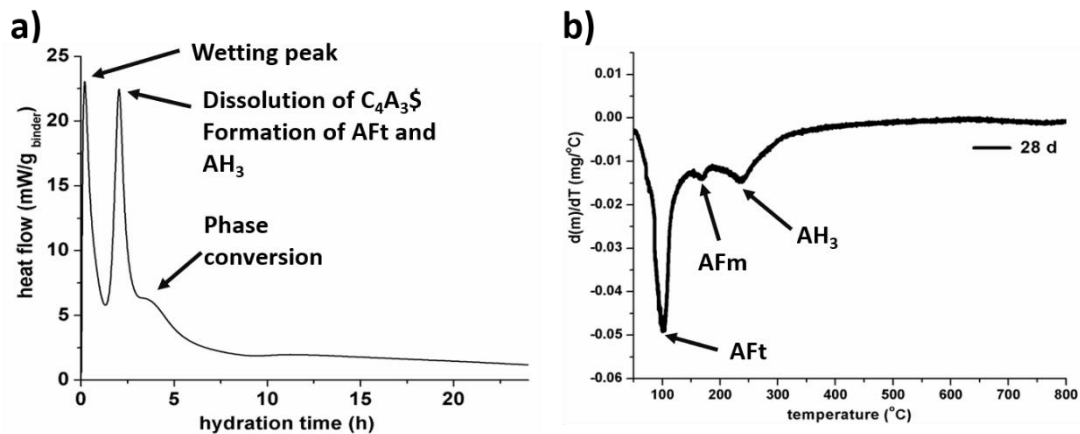 a)
25
20
15
10
5
0
heat flow (mW/g binder)
0 5 10 15 20
hydration time (h)
Wetting peak
Dissolution of C₄A₃$
Formation of AFt and
AH₃
Phase
conversion
b)
0.01
0.00
-0.01
-0.02
-0.03
-0.04
-0.05
-0.06
d(m)/dT (mg/°C)
100 200 300 400 500 600 700 800
temperature (°C)
28 d
AFm
AH₃
AFt